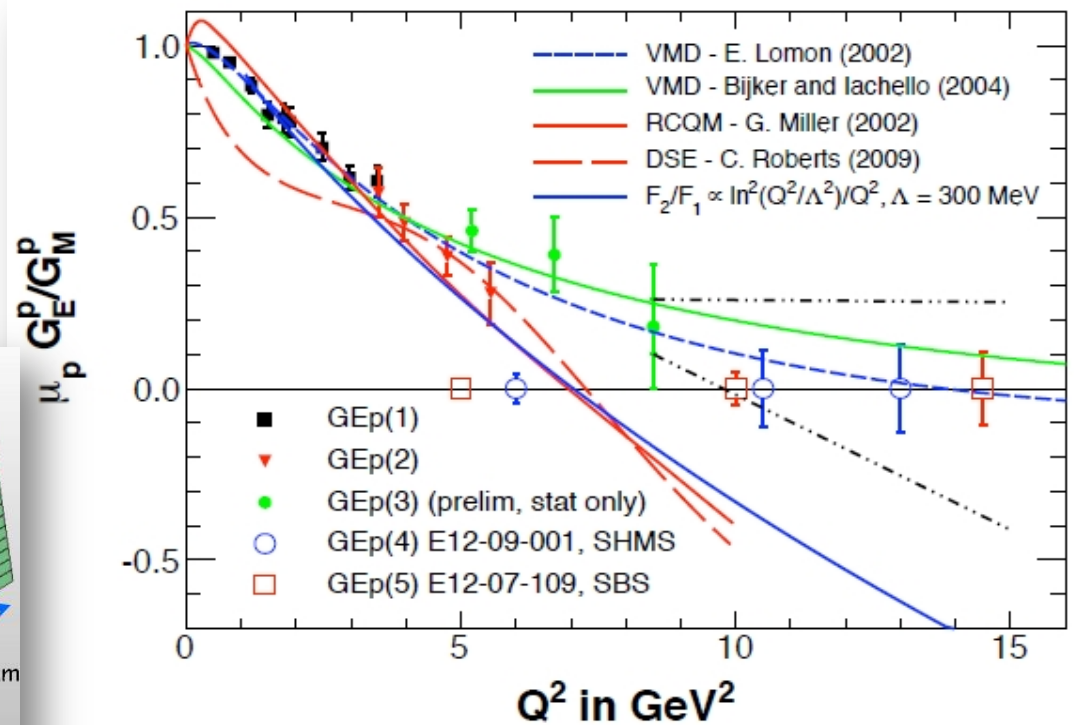 VMD - E. Lomon (2002)
VMD - Bijker and Iachello (2004)
RCQM - G. Miller (2002)
DSE - C. Roberts (2009)
F₂/F₁ ∝ ln²(Q²/Λ²)/Q², Λ = 300 MeV
1.0
0.5
0.0
-0.5
μₚ Gᴇᵖ/Gᴍᵖ
GEp(1)
GEp(2)
GEp(3) (prelim, stat only)
GEp(4) E12-09-001, SHMS
GEp(5) E12-07-109, SBS
0 5 10 15
Q² in GeV²